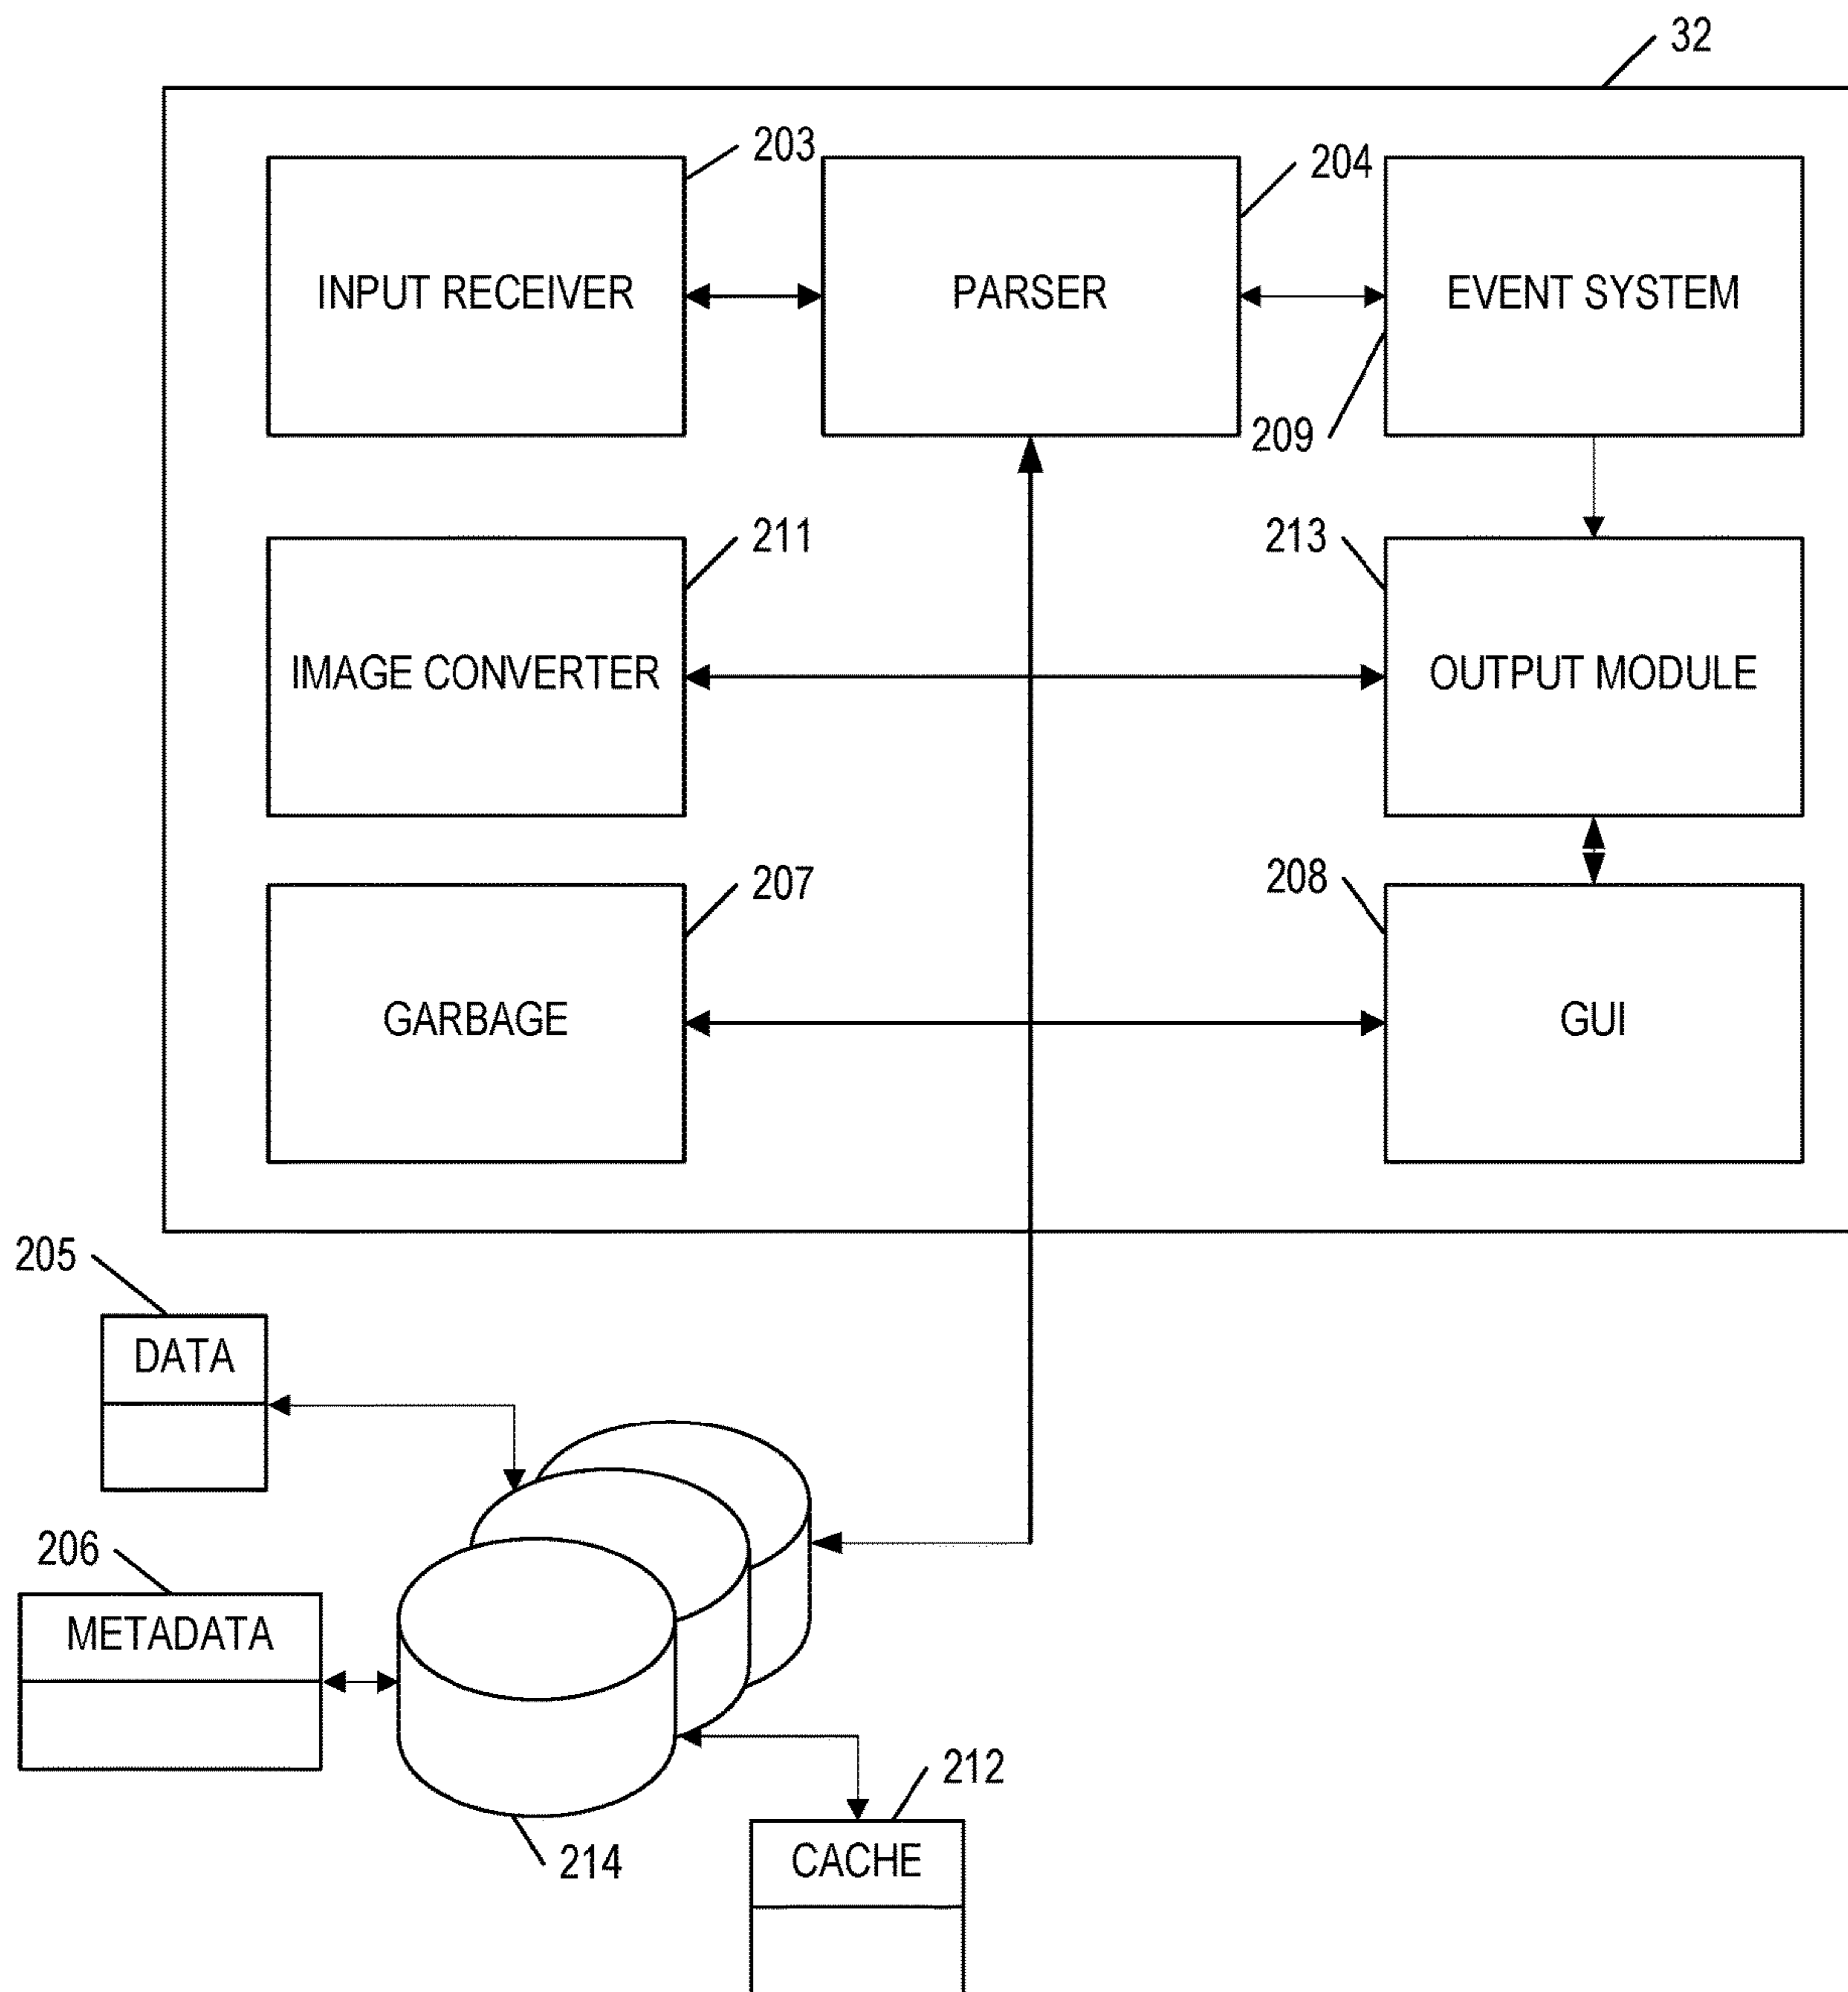 32
203
204
INPUT RECEIVER
PARSER
EVENT SYSTEM
209
211
213
IMAGE CONVERTER
OUTPUT MODULE
207
208
GARBAGE
GUI
205
DATA
206
METADATA
212
214
CACHE